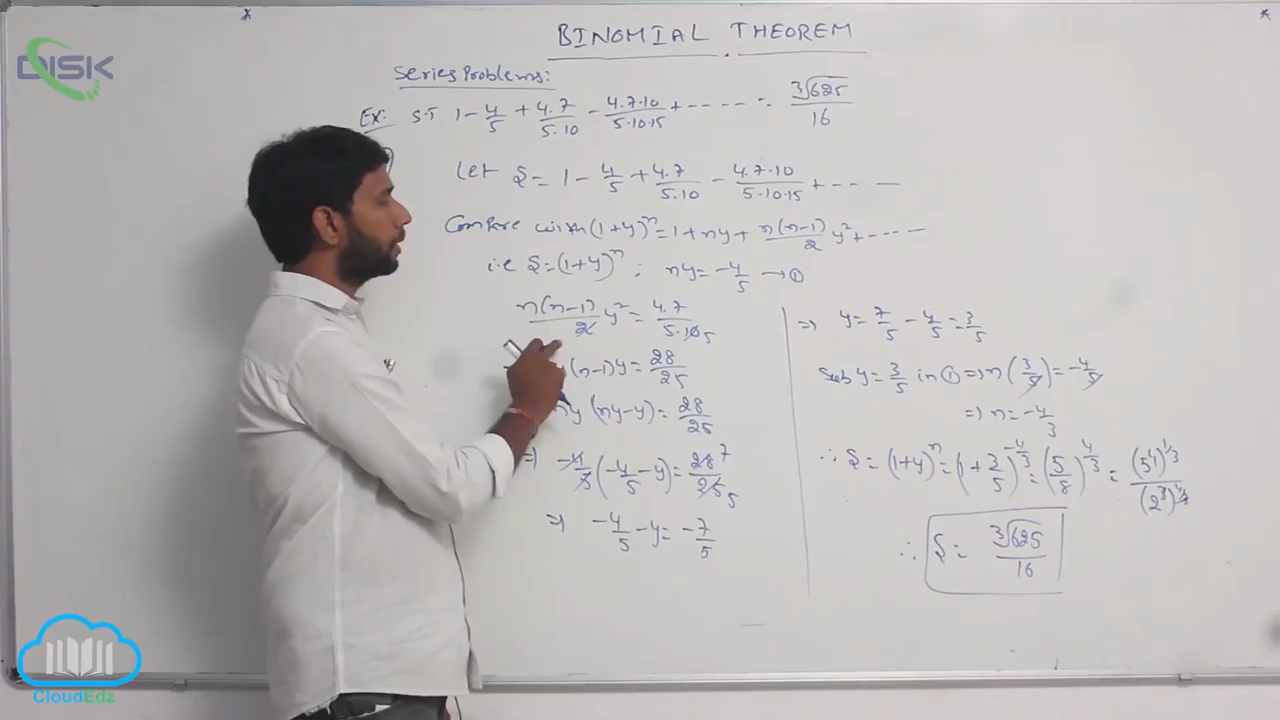 BINOMIAL THEOREM
DISK
Series Problems:
Ex: S.T 1 - 4/5 + 4.7/5.10 - 4.7.10/5.10.15 + ----- = ∛625/16
Let S = 1 - 4/5 + 4.7/5.10 - 4.7.10/5.10.15 + -- —
Compare with (1+y)^n = 1 + ny + n(n-1)/2 y² + ----
i.e S = (1+y)^n ; ny = -4/5 → ①
n(n-1)/2 y² = 4.7/5.10 5
(n-1)y = 28/25
ny (ny-y) = 28/25
⇒ -4/5 (-4/5 - y) = 28/25 7 5
⇒ -4/5 - y = -7/5
⇒ y = 7/5 - 4/5 = 3/5
Sub y = 3/5 in ① ⇒ n(3/5) = -4/5
⇒ n = -4/3
∴ S = (1+y)^n = (1 + 3/5)^-4/3 = (5/8)^4/3 = (5⁴)^1/3/(2³)^4/3
∴ S = ∛625/16
CloudEdz